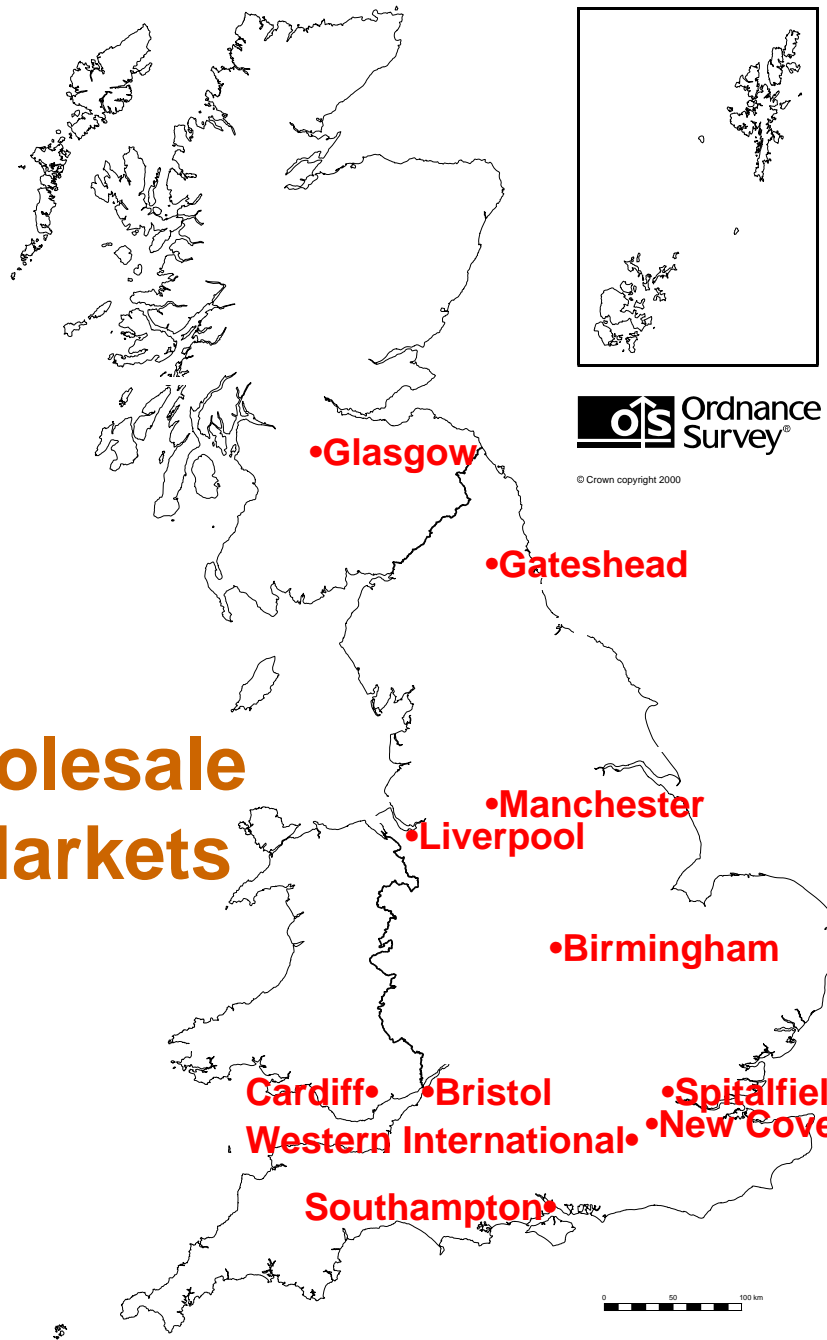 Ordnance
Survey®
© Crown copyright 2000
•Glasgow
•Gateshead
olesale
arkets
•Manchester
•Liverpool
•Birmingham
Cardiff•
•Bristol
•Spitalfiel
•New Cove
Western International•
Southampton•
0 50 100 km